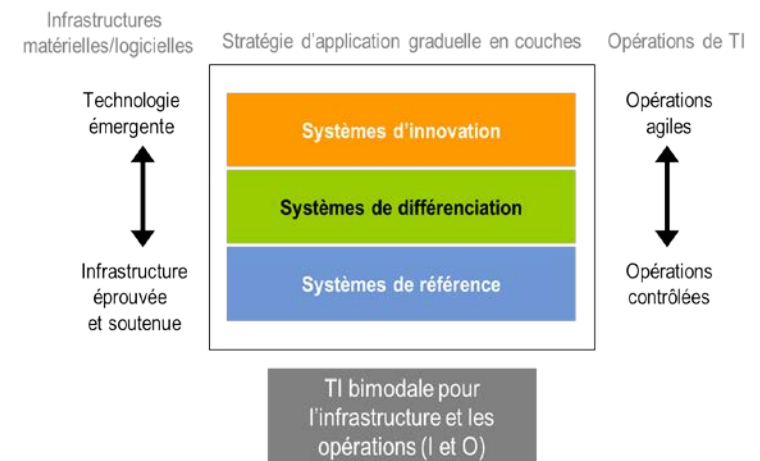 Infrastructures
matérielles/logicielles
Stratégie d'application graduelle en couches
Opérations de TI
Technologie
émergente
Systèmes d'innovation
Opérations
agiles
Systèmes de différenciation
Infrastructure
éprouvée
et soutenue
Systèmes de référence
Opérations
contrôlées
TI bimodale pour
l'infrastructure et les
opérations (I et O)